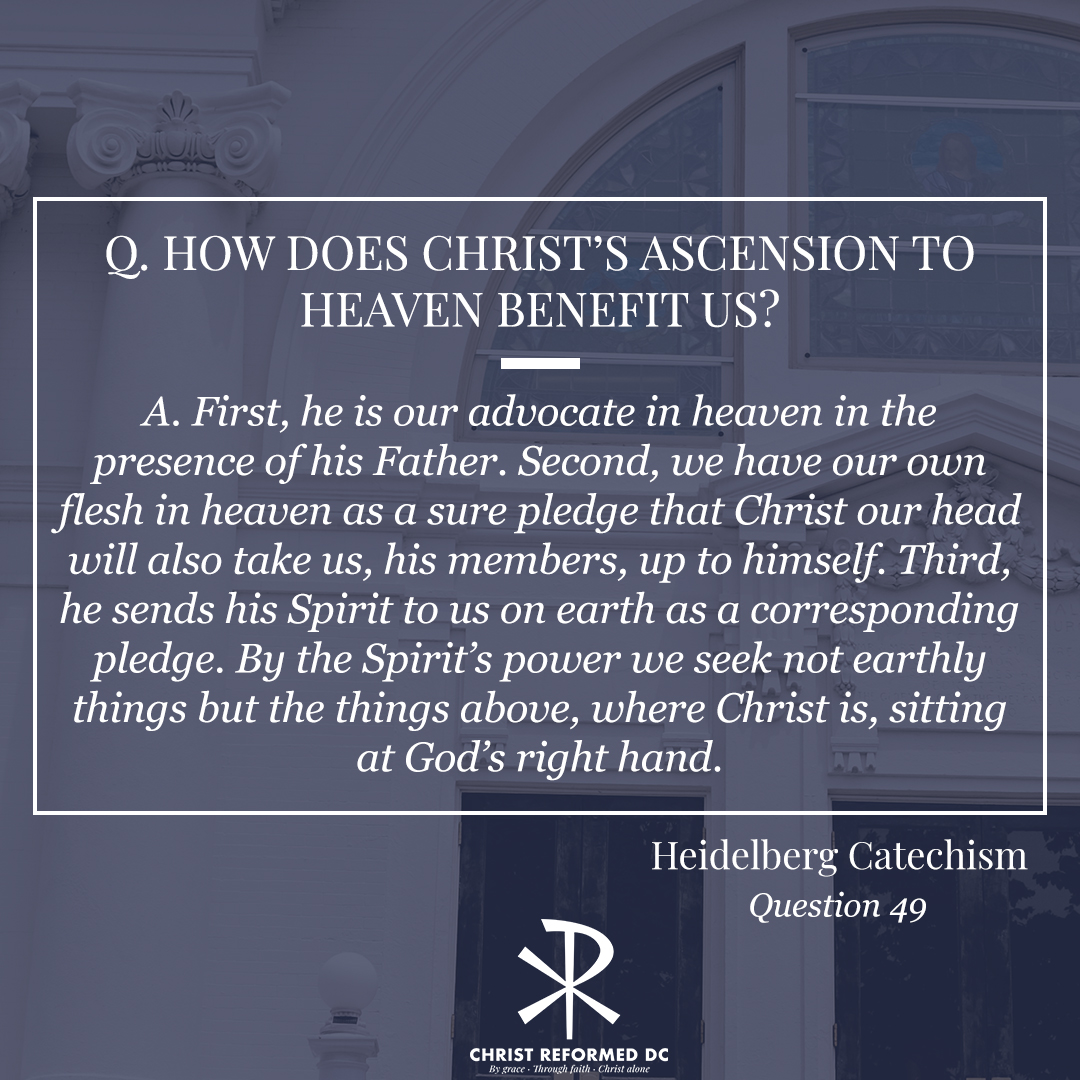 Q. HOW DOES CHRIST’S ASCENSION TO
HEAVEN BENEFIT US?
A. First, he is our advocate in heaven in the
presence of his Father. Second, we have our own
flesh in heaven as a sure pledge that Christ our head
will also take us, his members, up to himself. Third,
he sends his Spirit to us on earth as a corresponding
pledge. By the Spirit’s power we seek not earthly
things but the things above, where Christ is, sitting
at God’s right hand.
Heidelberg Catechism
Question 49
CHRIST REFORMED DC
By grace · Through faith · Christ alone